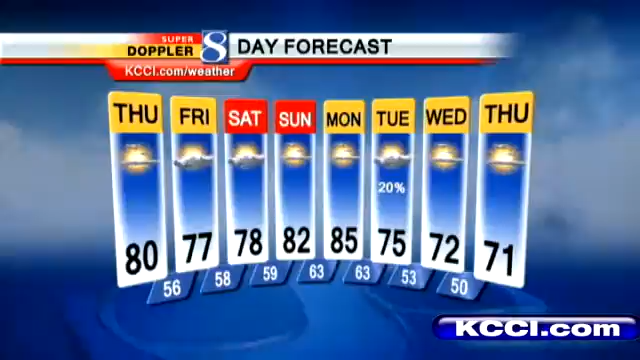 SUPER
DOPPLER 8 DAY FORECAST
KCCI.com/weather
THU FRI SAT SUN MON TUE WED THU
20%
80 77 78 82 85 75 72 71
56 58 59 63 63 53 50
KCCI.com